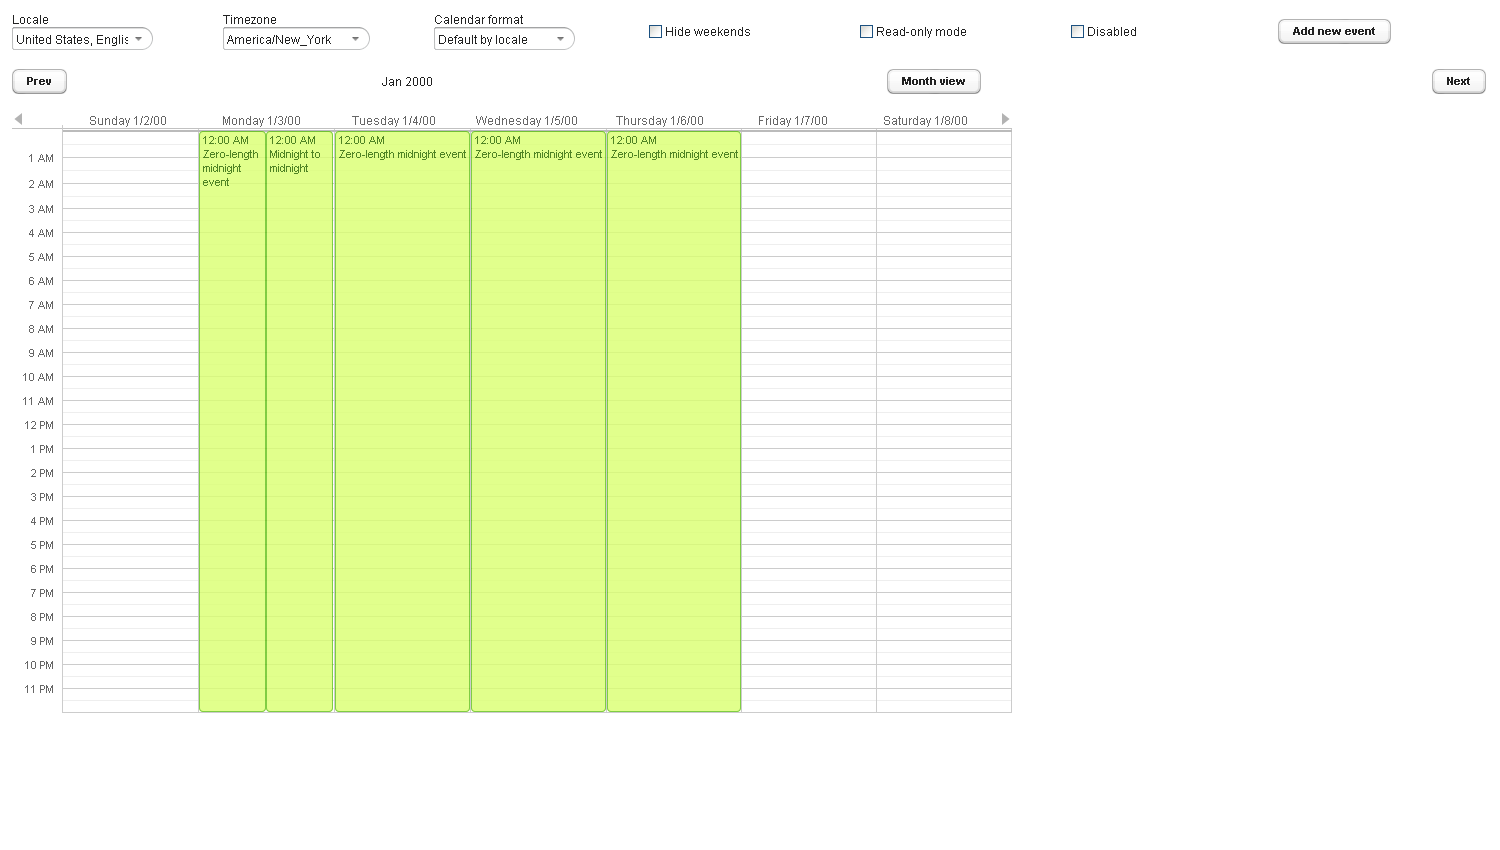 Locale
Timezone
Calendar format
United States, Englis
America/New_York
Default by locale
Hide weekends
Read-only mode
Disabled
Add new event
Prev
Jan 2000
Month view
Next
Sunday 1/2/00
Monday 1/3/00
Tuesday 1/4/00
Wednesday 1/5/00
Thursday 1/6/00
Friday 1/7/00
Saturday 1/8/00
12:00 AM
Zero-length
midnight
event
12:00 AM
Midnight to
midnight
12:00 AM
Zero-length midnight event
12:00 AM
Zero-length midnight event
12:00 AM
Zero-length midnight event
1 AM
2 AM
3 AM
4 AM
5 AM
6 AM
7 AM
8 AM
9 AM
10 AM
11 AM
12 PM
1 PM
2 PM
3 PM
4 PM
5 PM
6 PM
7 PM
8 PM
9 PM
10 PM
11 PM